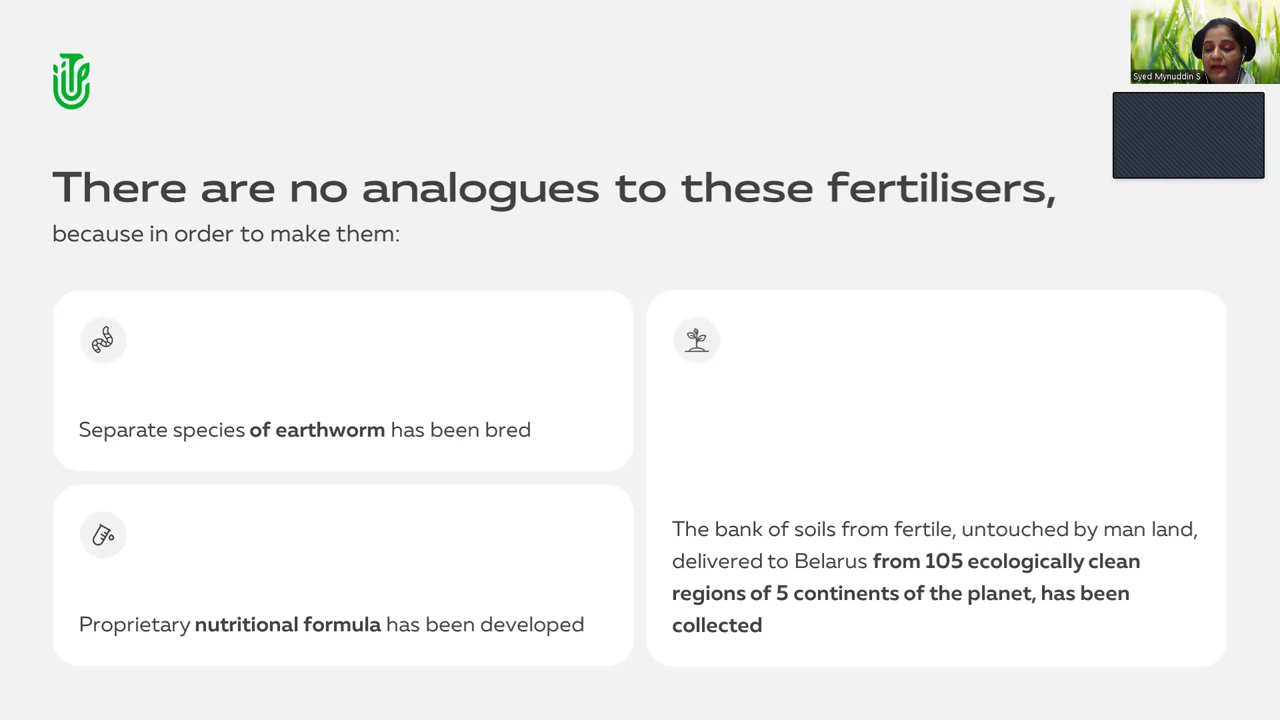 Syed Mynuddin S
There are no analogues to these fertilisers,
because in order to make them:
Separate species of earthworm has been bred
Proprietary nutritional formula has been developed
The bank of soils from fertile, untouched by man land,
delivered to Belarus from 105 ecologically clean
regions of 5 continents of the planet, has been
collected